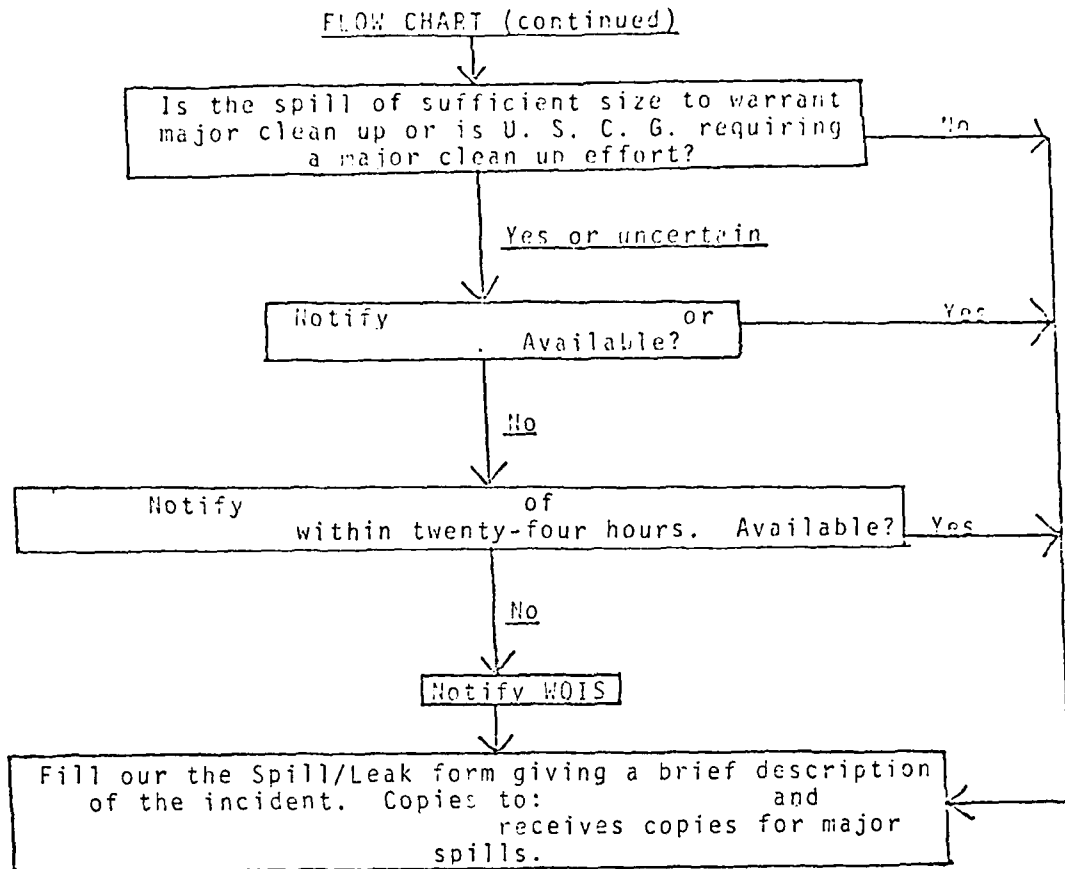 FLOW CHART (continued)
Is the spill of sufficient size to warrant
major clean up or is U. S. C. G. requiring
a major clean up effort?
No
Yes or uncertain
Notify or
. Available?
Yes
No
Notify of
within twenty-four hours. Available?
Yes
No
Notify WOIS
Fill our the Spill/Leak form giving a brief description
of the incident. Copies to: and
receives copies for major
spills.